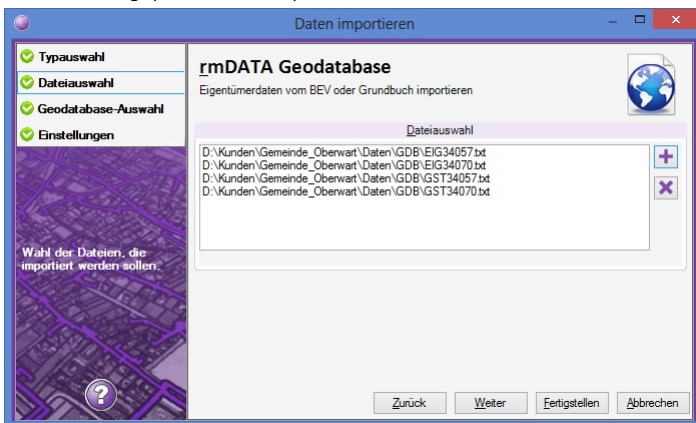 Daten importieren
Typauswahl
Dateiauswahl
Geodatabase-Auswahl
Einstellungen
Wahl der Dateien, die
importiert werden sollen.
rmDATA Geodatabase
Eigentümerdaten vom BEV oder Grundbuch importieren
Dateiauswahl
D:\Kunden\Gemeinde_Oberwart\Daten\GDB\EIG34057.txt
D:\Kunden\Gemeinde_Oberwart\Daten\GDB\EIG34070.txt
D:\Kunden\Gemeinde_Oberwart\Daten\GDB\GST34057.txt
D:\Kunden\Gemeinde_Oberwart\Daten\GDB\GST34070.txt
Zurück Weiter Fertigstellen Abbrechen